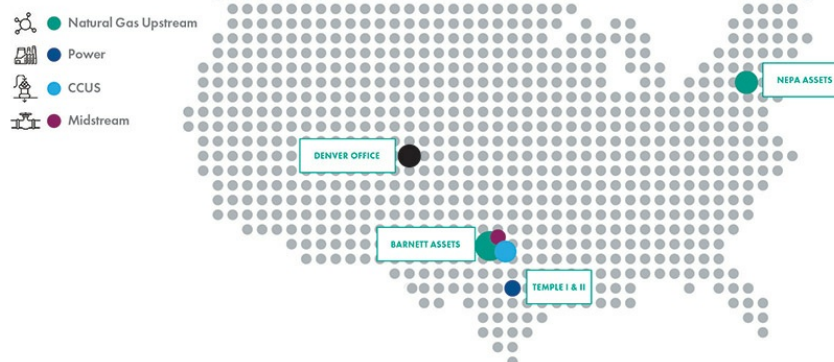 Natural Gas Upstream
Power
CCUS
Midstream
NEPA ASSETS
DENVER OFFICE
BARNETT ASSETS
TEMPLE I & II